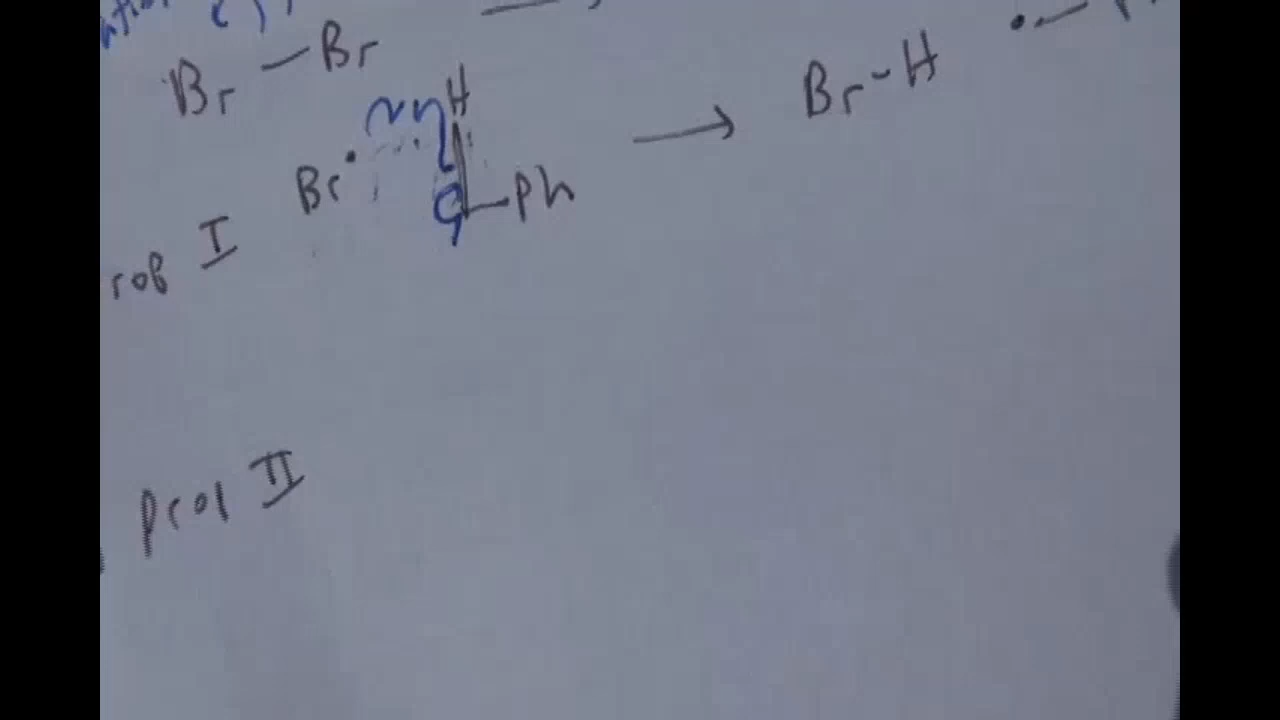 Br - Br
H
Br• Ph → Br - H
rob I
Prol II